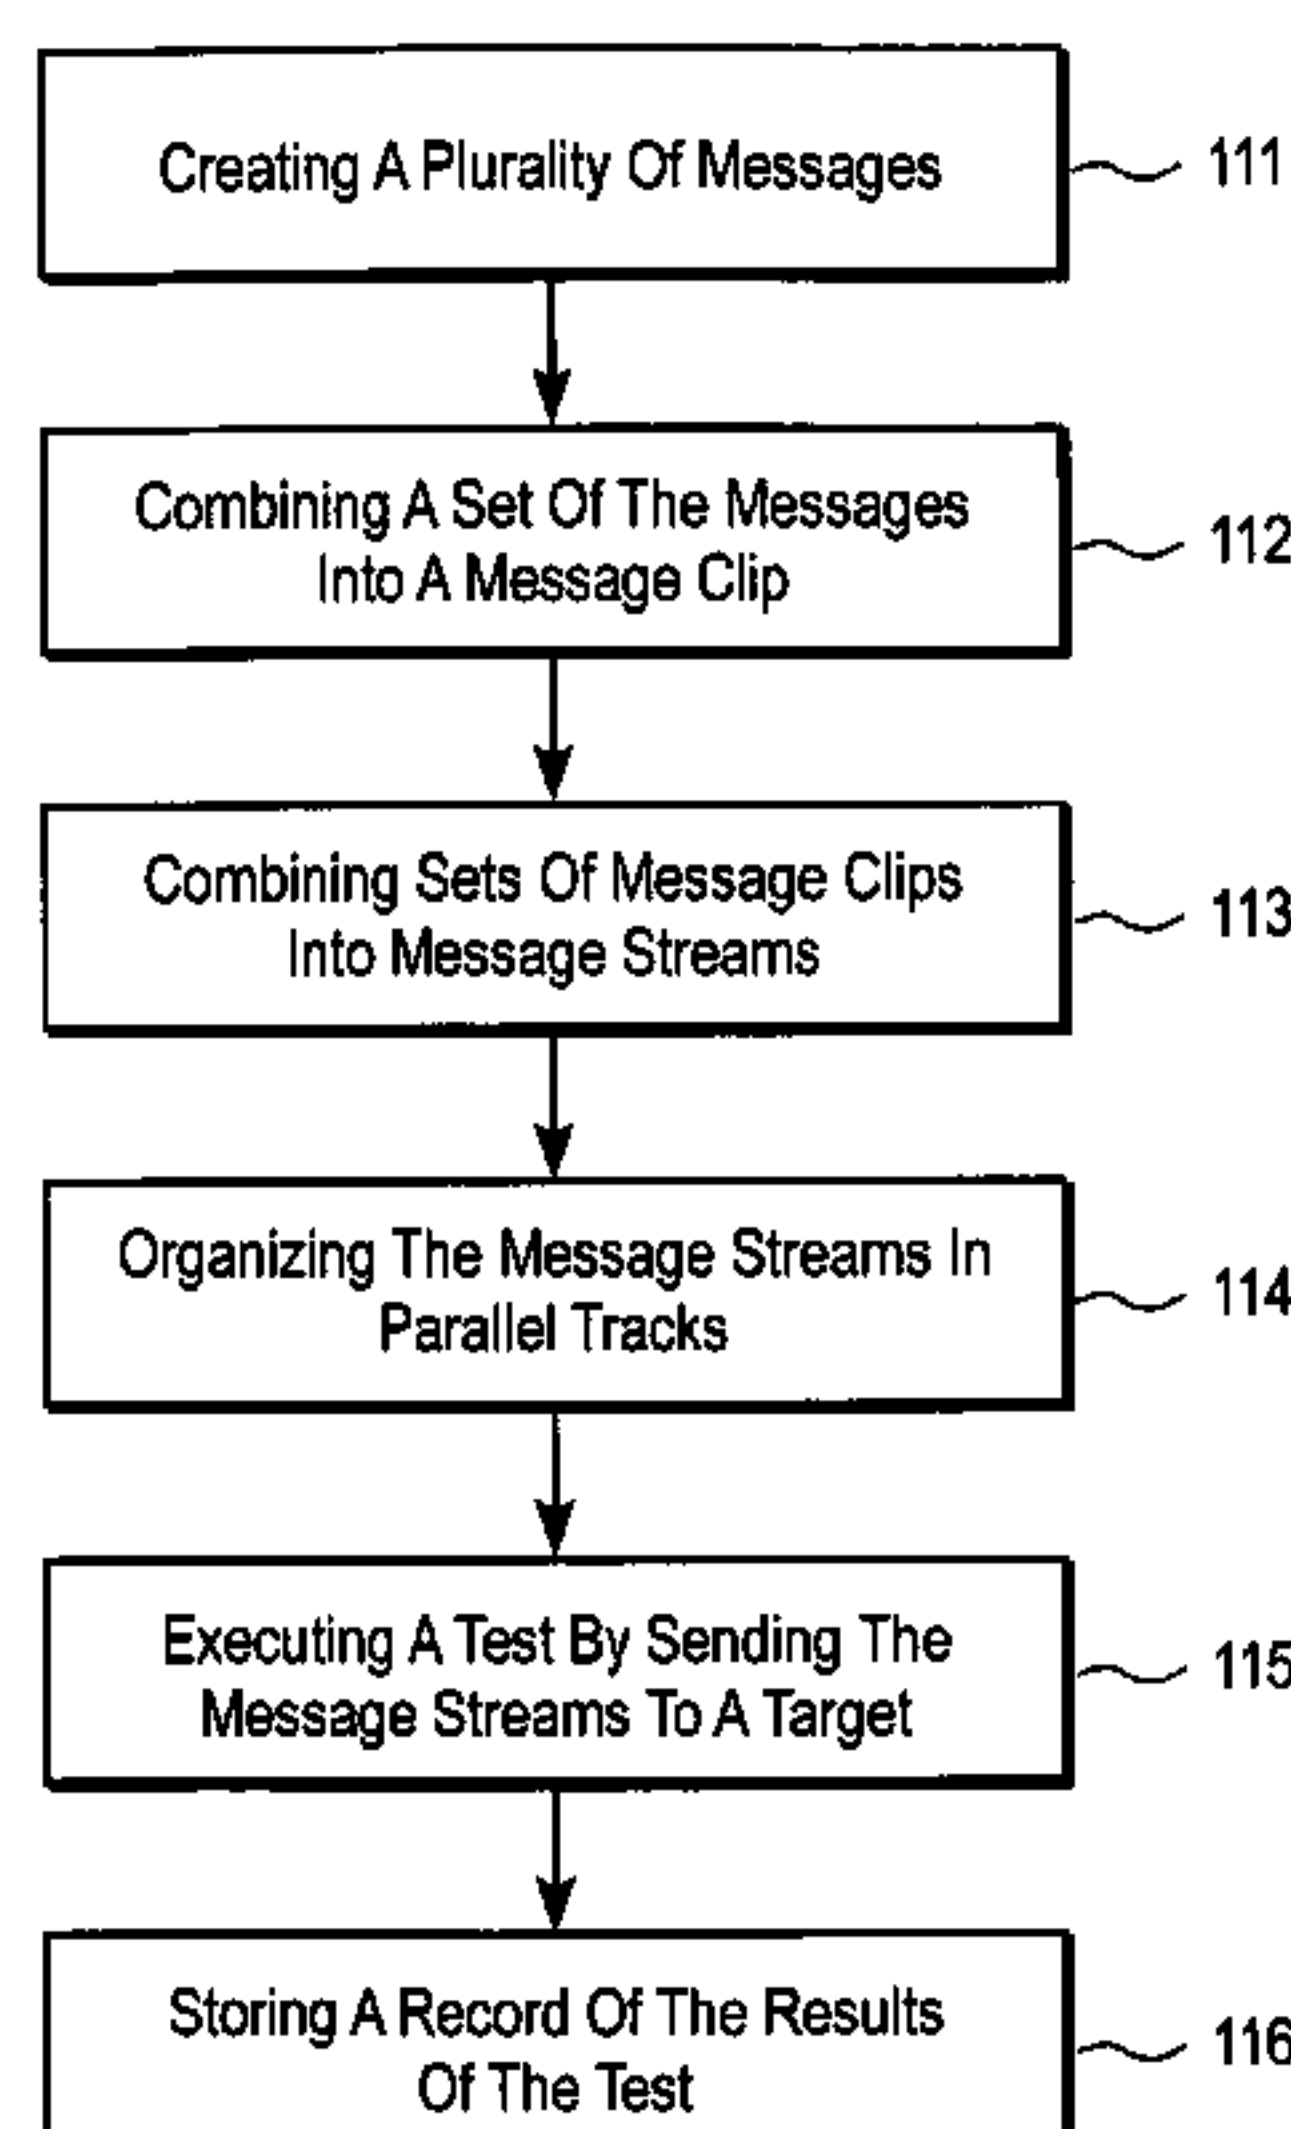 Creating A Plurality Of Messages
111
Combining A Set Of The Messages
Into A Message Clip
112
Combining Sets Of Message Clips
Into Message Streams
113
Organizing The Message Streams In
Parallel Tracks
114
Executing A Test By Sending The
Message Streams To A Target
115
Storing A Record Of The Results
Of The Test
116